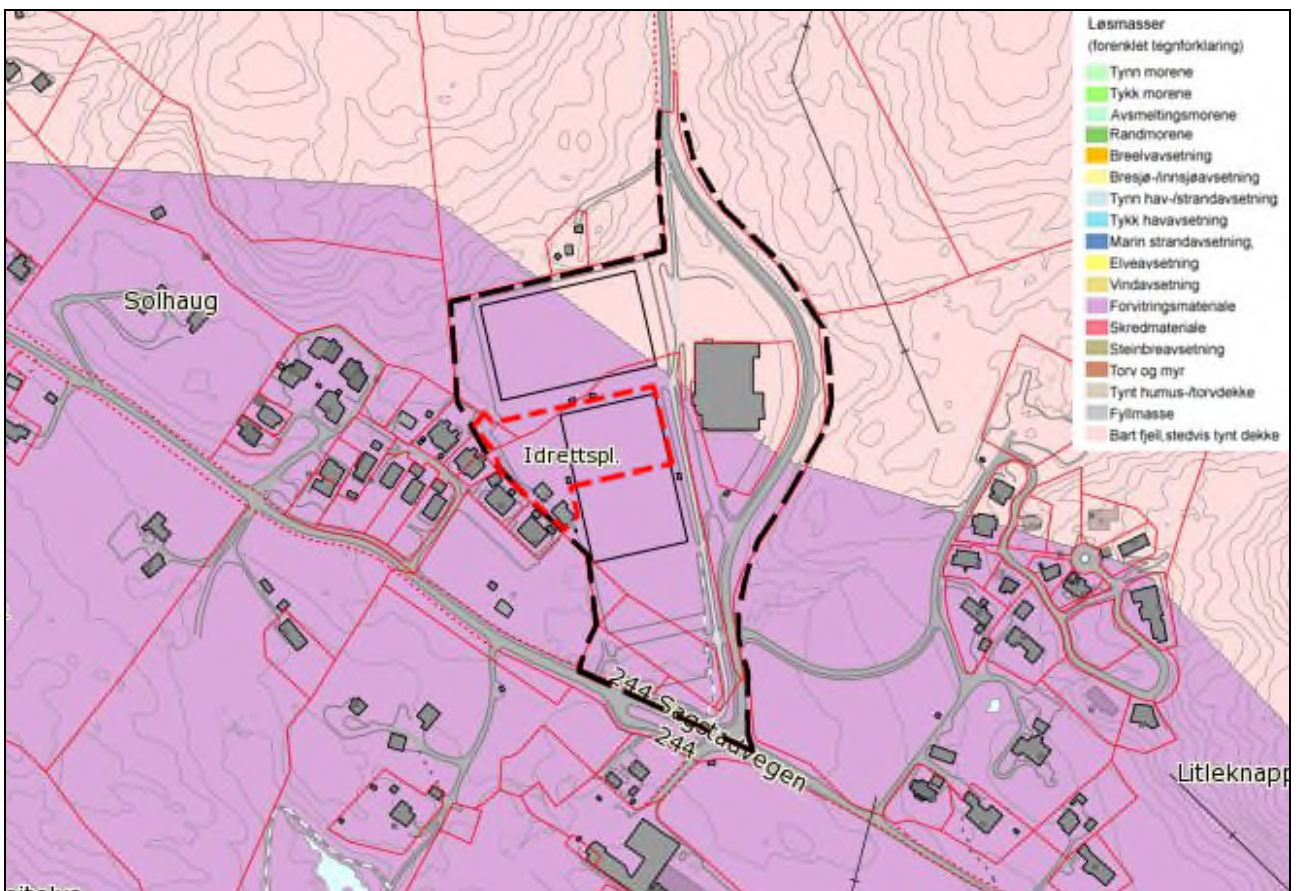 Løsmasser
(forenklet tegnforklaring)
Tynn morene
Tykk morene
Avsmeltingsmorene
Randmorene
Breelvavsetning
Bresjø-/innsjøavsetning
Tynn hav-/strandavsetning
Tykk havavsetning
Marin strandavsetning,
Elveavsetning
Vindavsetning
Forvitringsmateriale
Skredmateriale
Steinbreavsetning
Torv og myr
Tynt humus-/torvdekke
Fyllmasse
Bart fjell, stedvis tynt dekke
Solhaug
Idrettspl.
244 Sagstadvegen
244
Litleknapp